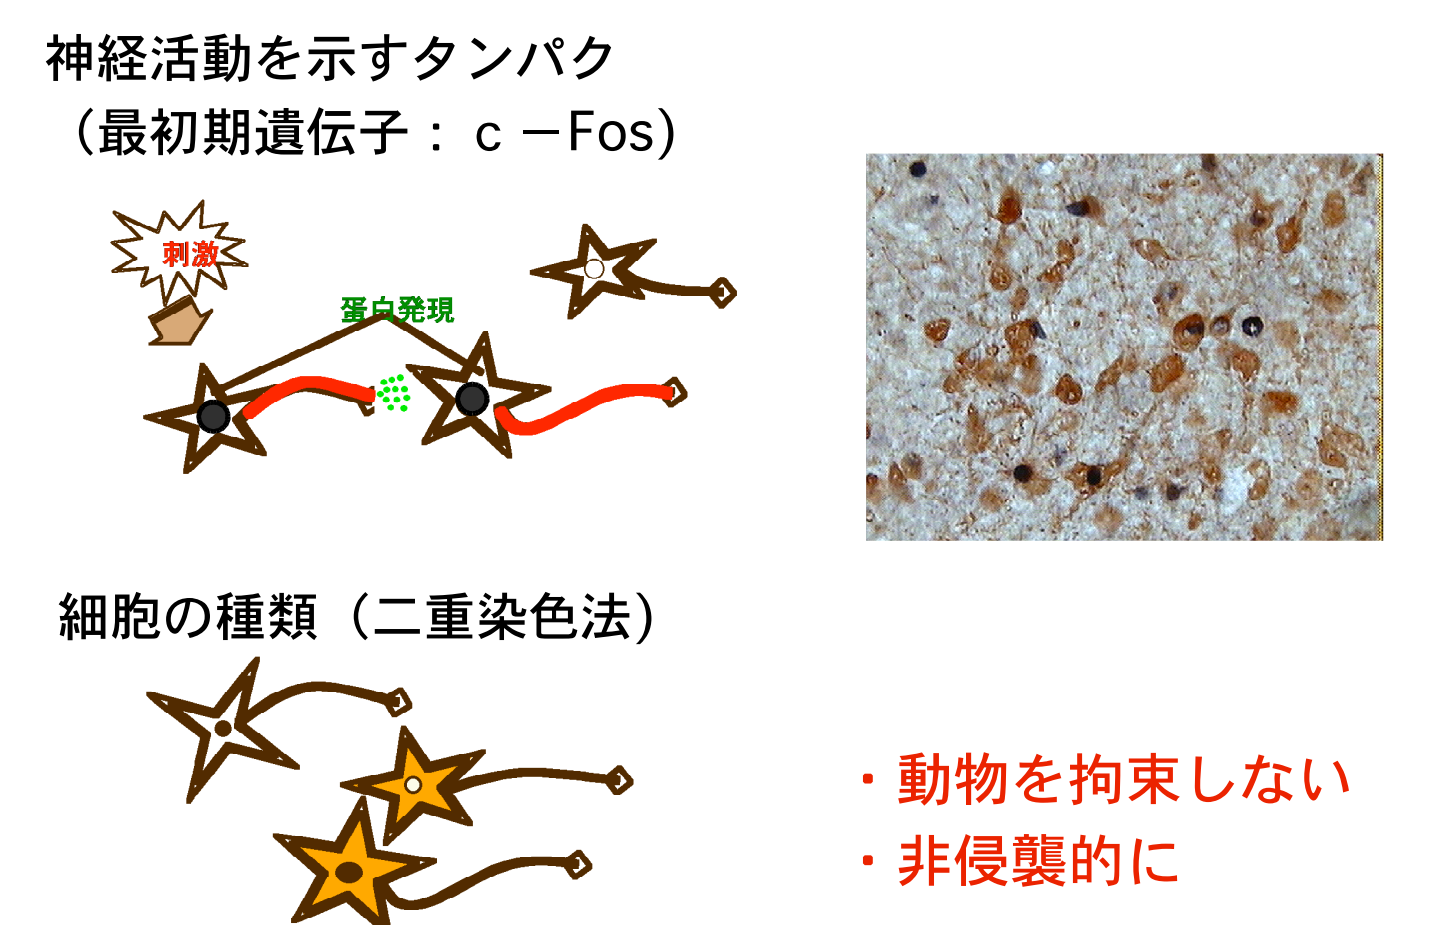 神経活動を示すタンパク
（最初期遺伝子：ｃ－Fos）
刺激
蛋白発現
細胞の種類（二重染色法）
・動物を拘束しない
・非侵襲的に